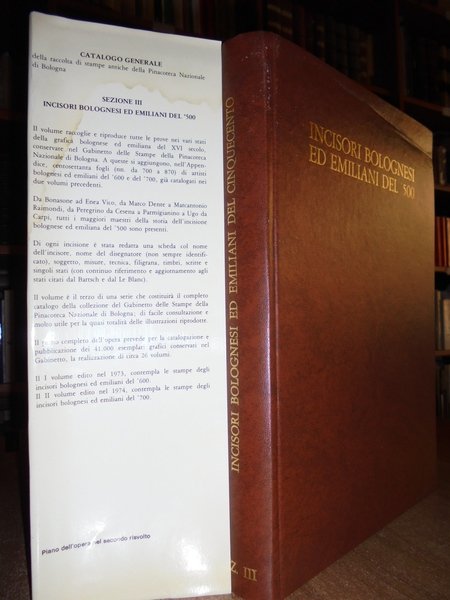 CATALOGO GENERALE
della raccolta di stampe antiche della Pinacoteca Nazionale
di Bologna
SEZIONE III
INCISORI BOLOGNESI ED EMILIANI DEL '500
Il volume raccoglie e riproduce tutte le prove nei vari stati
della grafica bolognese ed emiliana del XVI secolo,
conservate nel Gabinetto delle Stampe della Pinacoteca
Nazionale di Bologna. A queste si aggiungono, nell'Appen-
dice, consostanza fogli (nn. da 700 a 870) di artisti
bolognesi ed emiliani del '600 e del '700, già catalogati nei
due volumi precedenti.
Da Bonasone ad Enea Vico, da Marco Dente a Marcantonio
Raimondi, da Peregrino da Cesena a Parmigianino a Ugo da
Carpi, tutti i maggiori maestri della storia dell'incisione
bolognese ed emiliana del '500 sono presenti.
Di ogni incisione è stata redatta una scheda col nome
dell'incisore, nome del disegnatore (non sempre identifi-
cato), soggetto, misure, tecnica, filigrana, timbri, scritte e
singoli stati (con continuo riferimento e aggiornamento agli
stati citati dal Bartsch e dal Le Blanc).
Il volume è il terzo di una serie che costituirà il completo
catalogo della collezione del Gabinetto delle Stampe della
Pinacoteca Nazionale di Bologna; di facile consultazione e
molto utile per la quasi totalità delle illustrazioni riprodotte.
Il piano completo dell'opera prevede per la catalogazione e
pubblicazione dei 41.000 esemplari grafici conservati nel
Gabinetto, la realizzazione di circa 26 volumi.
Il I volume edito nel 1973, contempla le stampe degli
incisori bolognesi ed emiliani del '600.
Il II volume edito nel 1974, contempla le stampe degli
incisori bolognesi ed emiliani del '700.
Piano dell'opera nel secondo risvolto
INCISORI BOLOGNESI ED EMILIANI DEL CINQUECENTO
Z. III
INCISORI BOLOGNESI
ED EMILIANI DEL '500